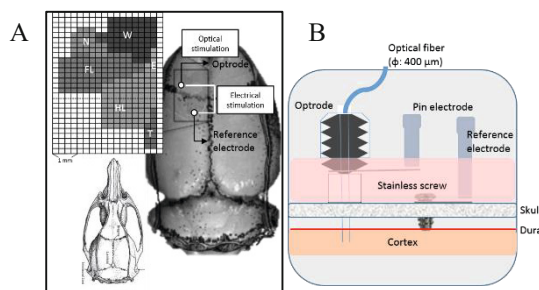 A
N
W
FL
E
HL
T
1 mm
Optical
stimulation
Optrode
Electrical
stimulation
Reference
electrode
B
Optical fiber
(ϕ: 400 μm)
Optrode
Pin electrode
Reference
electrode
Stainless screw
Skul
Dura
Cortex